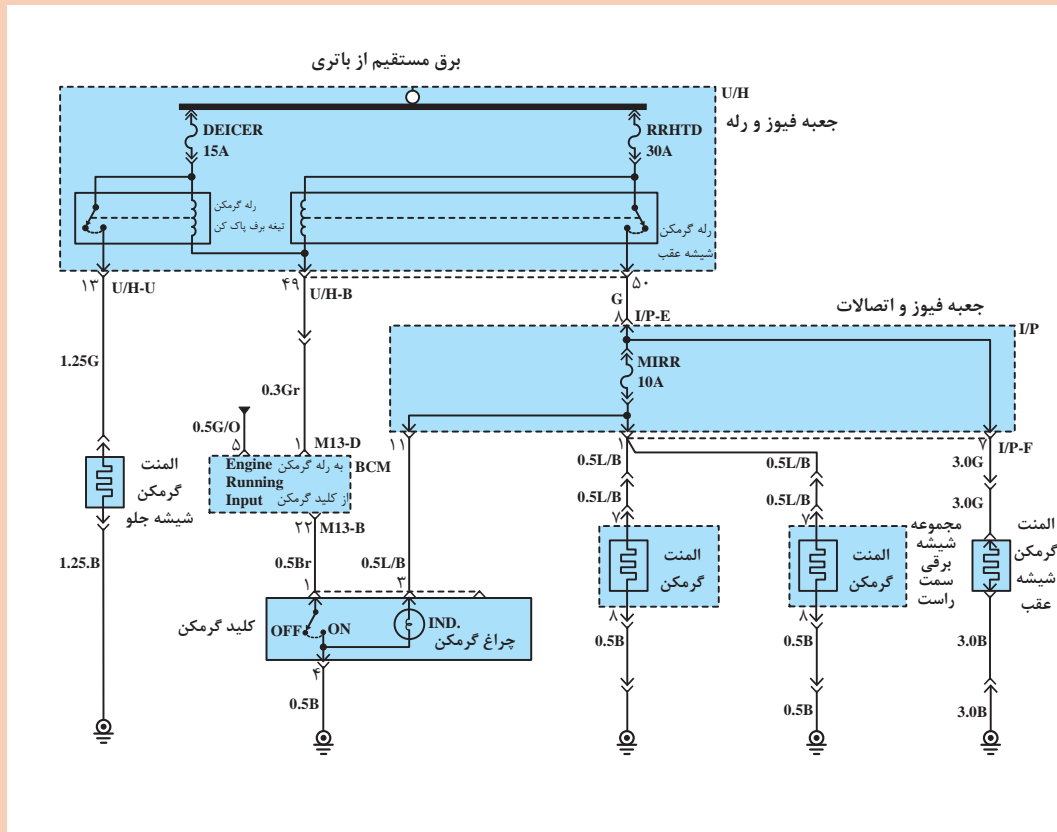 برق مستقیم از باتری
U/H
جعبه فیوز و رله
DEICER
15A
RRHTD
30A
رله گرمکن
تیغه برف پاک کن
رله گرمکن
شیشه عقب
۱۳
U/H-U
۴۹
U/H-B
۵۰
G
۸
I/P-E
جعبه فیوز و اتصالات
I/P
MIRR
10A
1.25G
0.3Gr
0.5G/O
۵
۱
M13-D
۱۱
۱
۷
I/P-F
Engine
Running
Input
به رله گرمکن
از کلید گرمکن
BCM
۲۲
M13-B
0.5L/B
0.5L/B
3.0G
0.5L/B
0.5L/B
3.0G
۷
۷
المنت
گرمکن
شیشه جلو
المنت
گرمکن
المنت
گرمکن
مجموعه
شیشه
برقی
سمت
راست
المنت
گرمکن
شیشه
عقب
1.25.B
0.5Br
0.5L/B
۱
۳
کلید گرمکن
OFF
ON
IND.
چراغ گرمکن
۴
0.5B
۸
۸
0.5B
0.5B
3.0B
0.5B
3.0B